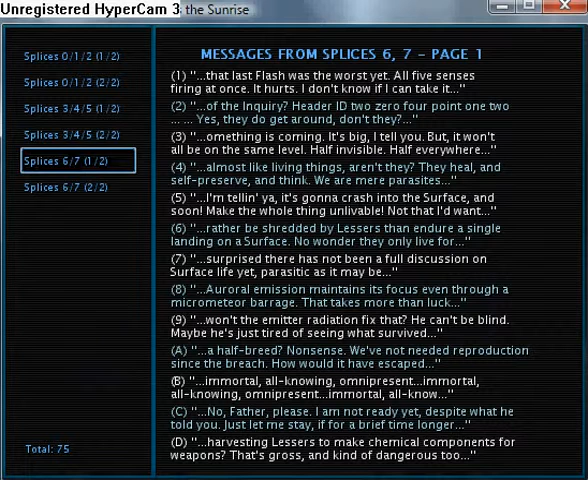 Unregistered HyperCam 3 the Sunrise
Splices 0/1/2 (1/2)
Splices 0/1/2 (2/2)
Splices 3/4/5 (1/2)
Splices 3/4/5 (2/2)
Splices 6/7 (1/2)
Splices 6/7 (2/2)
Total: 75
MESSAGES FROM SPLICES 6, 7 - PAGE 1
(1) "...that last Flash was the worst yet. All five senses
firing at once. It hurts. I don't know if I can take it..."
(2) "...of the Inquiry? Header ID two zero four point one two
... ... Yes, they do get around, don't they?..."
(3) "...omething is coming. It's big, I tell you. But, it won't
all be on the same level. Half invisible. Half everywhere..."
(4) "...almost like living things, aren't they? They heal, and
self-preserve, and think. We are mere parasites..."
(5) "...I'm tellin' ya, it's gonna crash into the Surface, and
soon! Make the whole thing unlivable! Not that I'd want..."
(6) "...rather be shredded by Lessers than endure a single
landing on a Surface. No wonder they only live for..."
(7) "...surprised there has not been a full discussion on
Surface life yet, parasitic as it may be..."
(8) "...Auroral emission maintains its focus even through a
micrometeor barrage. That takes more than luck..."
(9) "...won't the emitter radiation fix that? He can't be blind.
Maybe he's just tired of seeing what survived..."
(A) "...a half-breed? Nonsense. We've not needed reproduction
since the breach. How would it have escaped..."
(B) "...immortal, all-knowing, omnipresent...immortal,
all-knowing, omnipresent...immortal, all-know..."
(C) "...No, Father, please. I am not ready yet, despite what he
told you. Just let me stay, if for a brief time longer..."
(D) "...harvesting Lessers to make chemical components for
weapons? That's gross, and kind of dangerous too..."